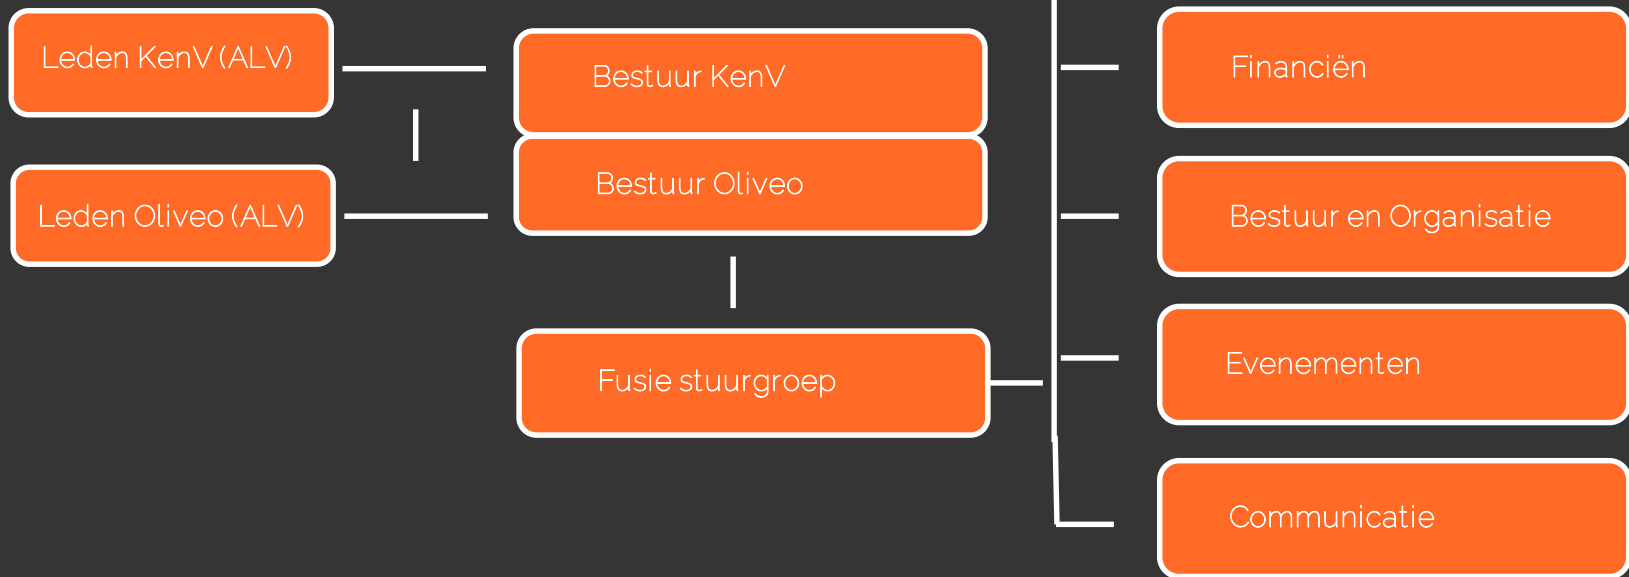 Leden KenV (ALV)
Leden Oliveo (ALV)
Bestuur KenV
Bestuur Oliveo
Fusie stuurgroep
Financiën
Bestuur en Organisatie
Evenementen
Communicatie